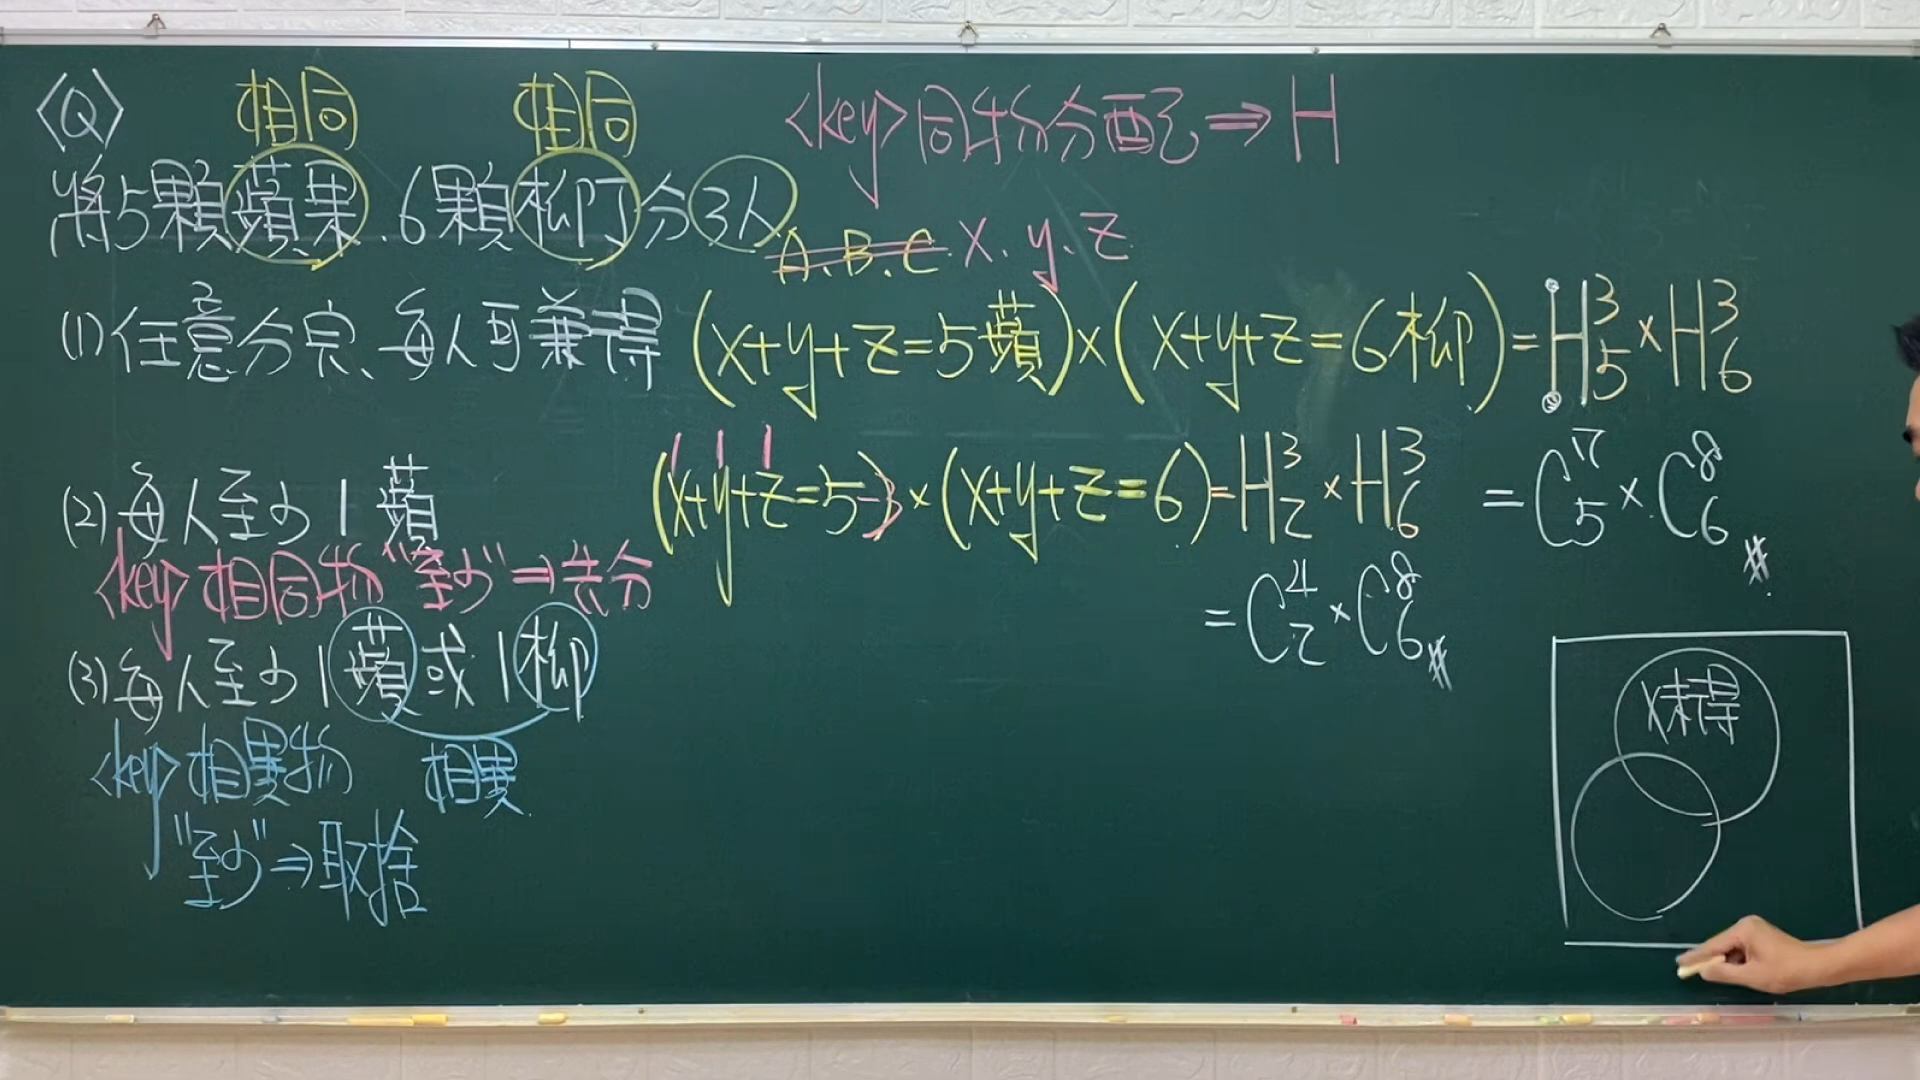 〈Q〉 相同 相同
將5顆蘋果.6顆柳丁分3人
(1)任意分完、每人可兼得
(2)每人至少1蘋
<key>相同物"至少"⇒先分
(3)每人至少1蘋或1柳
<key>相異物 相異
"至少"⇒取捨
<key>同物分配⇒H
A.B.C x.y.z
(x+y+z=5蘋)×(x+y+z=6柳)=H³₅×H³₆
=C⁷₅×C⁸₆ #
1 1 1
(x+y+z=5-3)×(x+y+z=6)=H³₂×H³₆
=C⁴₂×C⁸₆ #
x未得